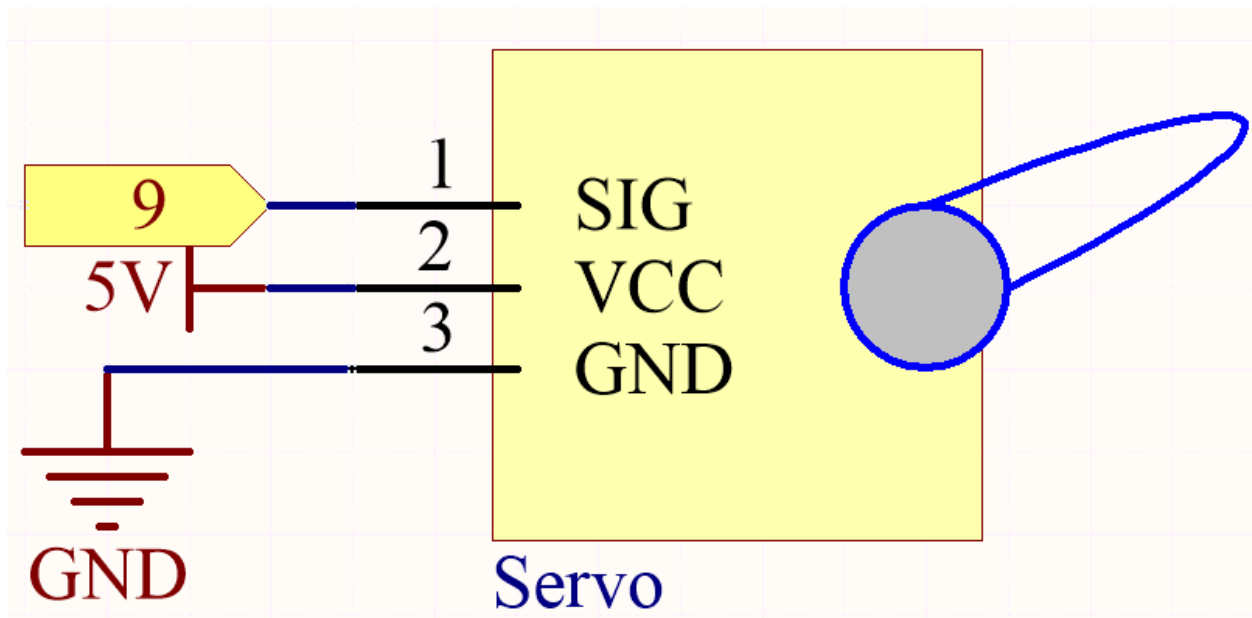 1
9 SIG
2
5V VCC
3
GND
GND
Servo